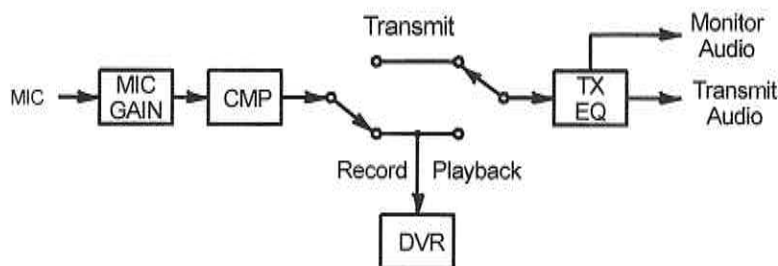 Transmit
Monitor
Audio
MIC
MIC
GAIN
CMP
TX
EQ
Transmit
Audio
Record
Playback
DVR